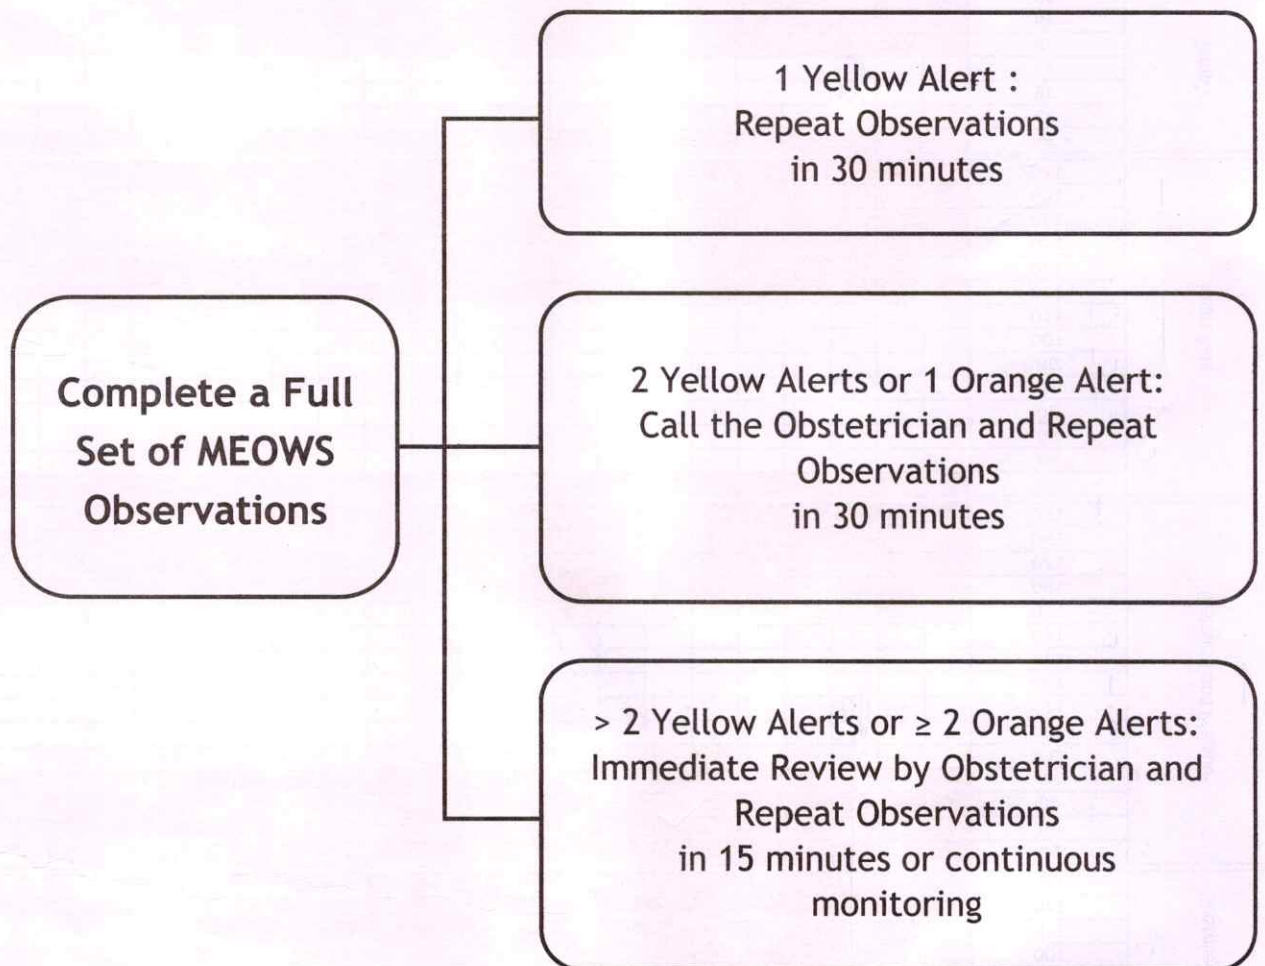 Complete a Full
Set of MEOWS
Observations
1 Yellow Alert :
Repeat Observations
in 30 minutes
2 Yellow Alerts or 1 Orange Alert:
Call the Obstetrician and Repeat
Observations
in 30 minutes
> 2 Yellow Alerts or ≥ 2 Orange Alerts:
Immediate Review by Obstetrician and
Repeat Observations
in 15 minutes or continuous
monitoring